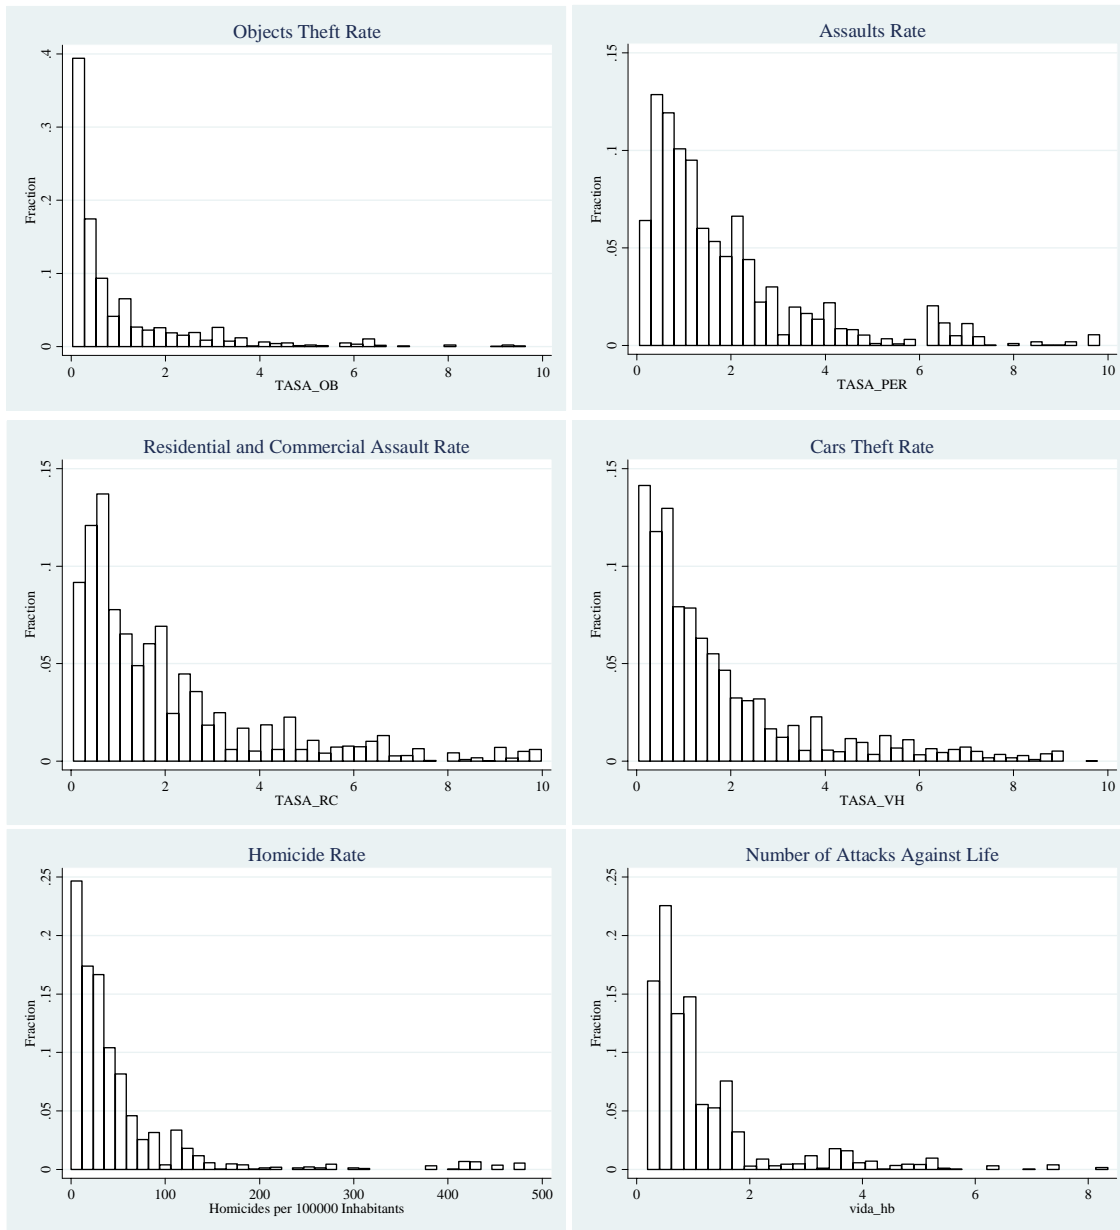 Objects Theft Rate
Fraction
.4
.3
.2
.1
0
0 2 4 6 8 10
TASA_OB
Assaults Rate
Fraction
.15
.1
.05
0
0 2 4 6 8 10
TASA_PER
Residential and Commercial Assault Rate
Fraction
.15
.1
.05
0
0 2 4 6 8 10
TASA_RC
Cars Theft Rate
Fraction
.15
.1
.05
0
0 2 4 6 8 10
TASA_VH
Homicide Rate
Fraction
.25
.2
.15
.1
.05
0
0 100 200 300 400 500
Homicides per 100000 Inhabitants
Number of Attacks Against Life
Fraction
.25
.2
.15
.1
.05
0
0 2 4 6 8
vida_hb